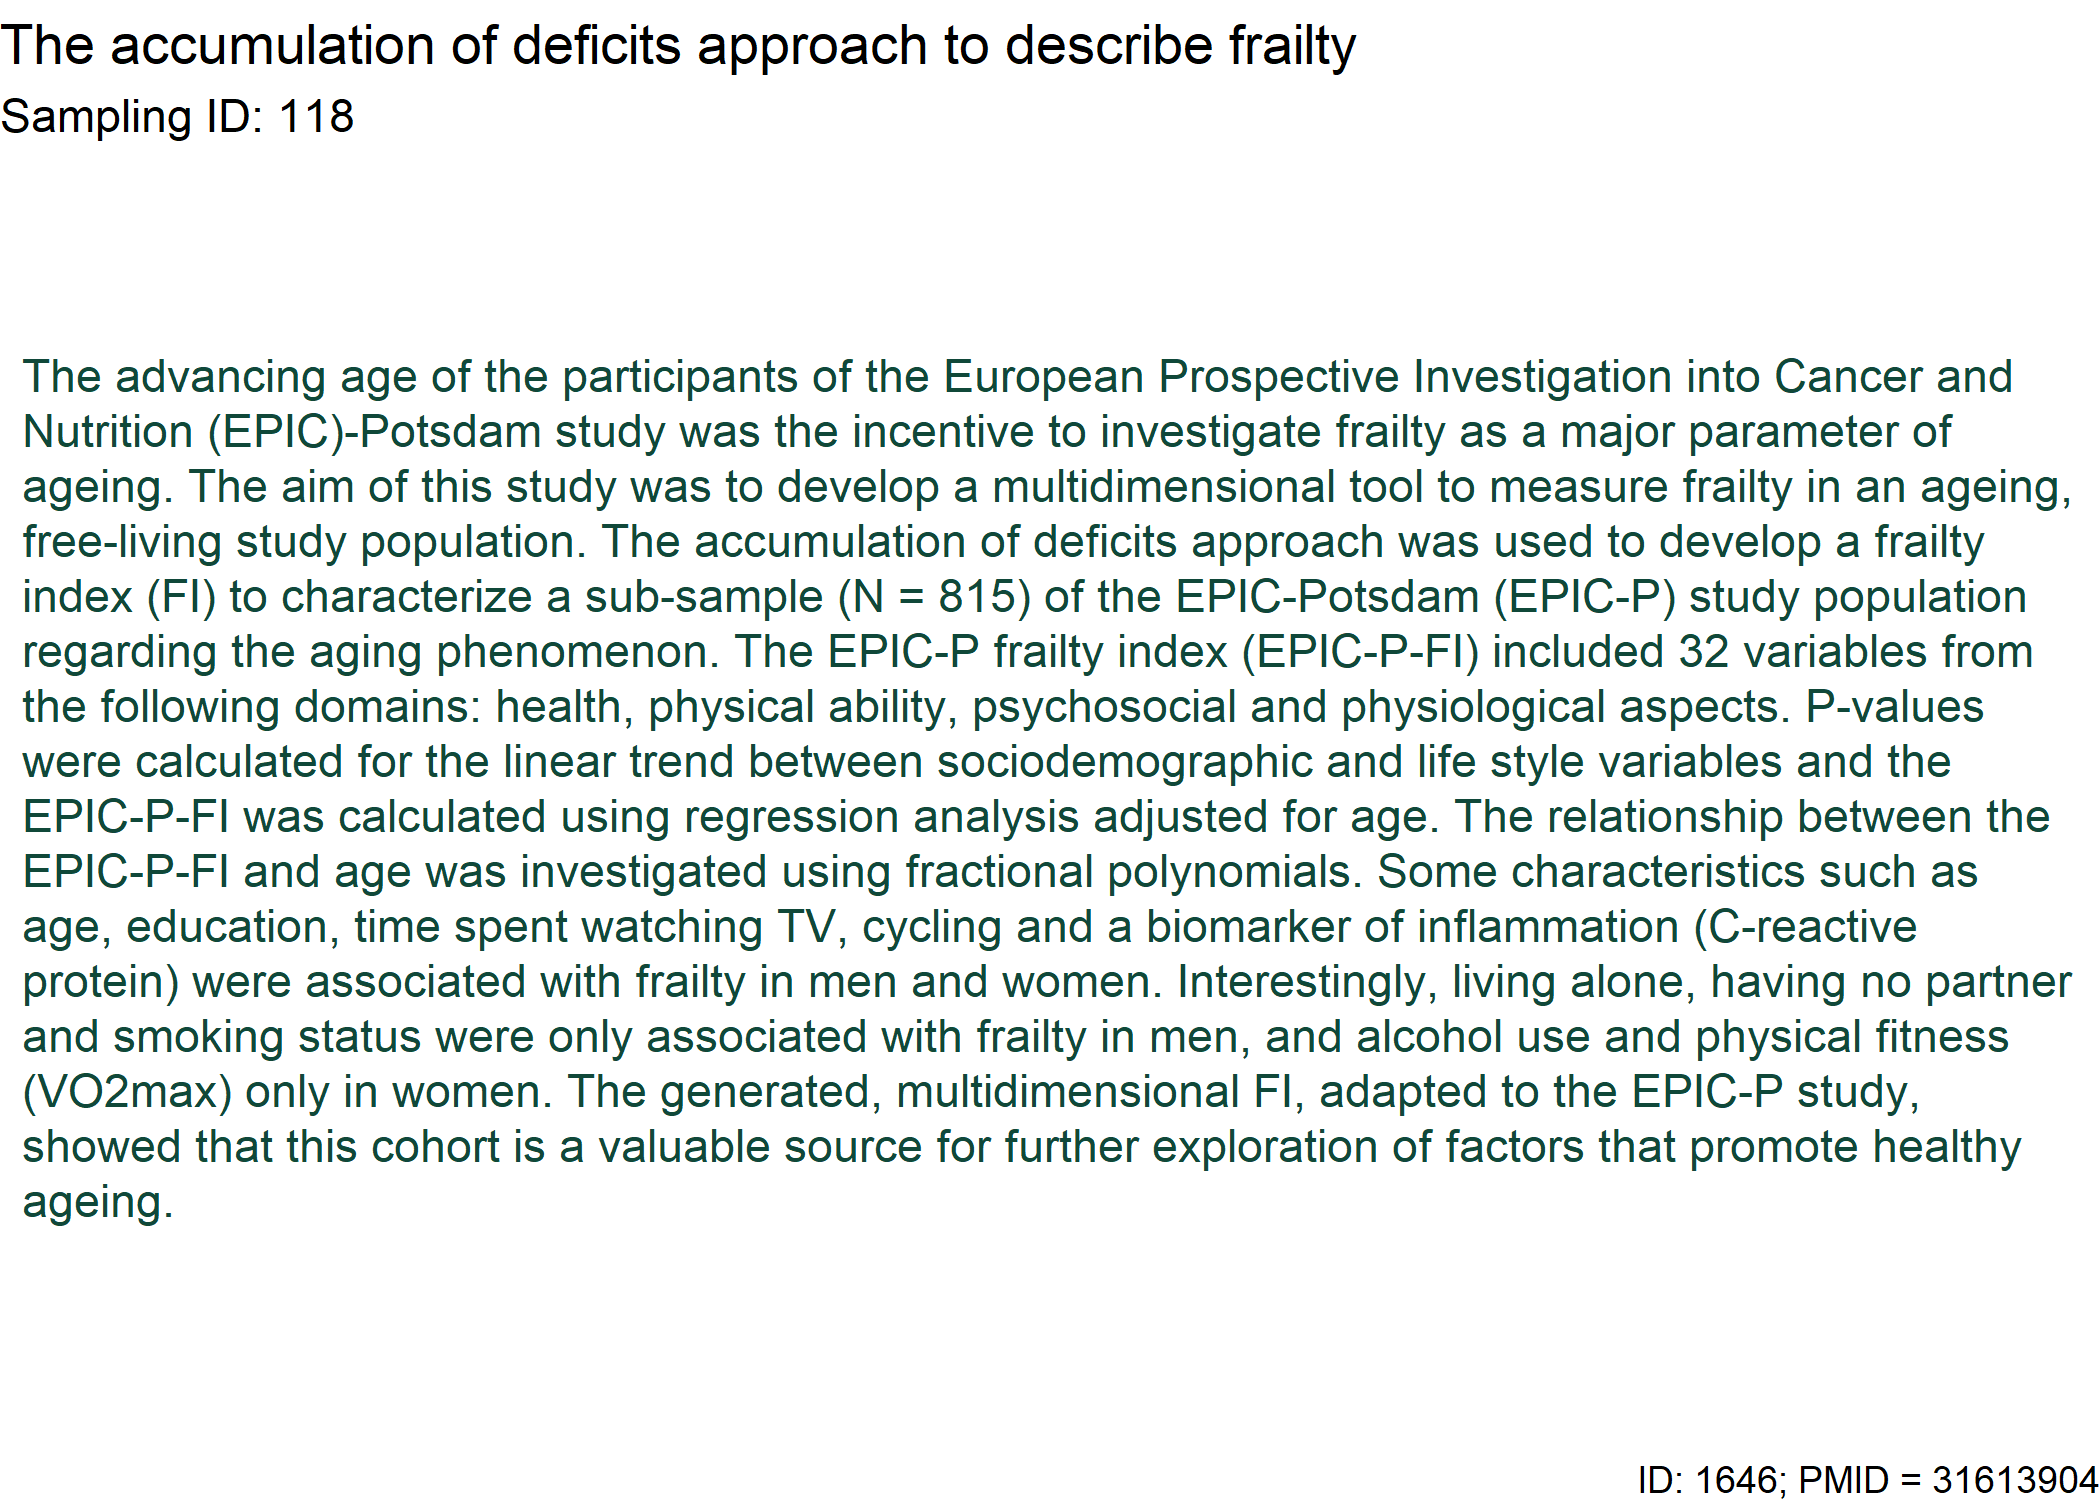 The accumulation of deficits approach to describe frailty
Sampling ID: 118
The advancing age of the participants of the European Prospective Investigation into Cancer and
Nutrition (EPIC)-Potsdam study was the incentive to investigate frailty as a major parameter of
ageing. The aim of this study was to develop a multidimensional tool to measure frailty in an ageing,
free-living study population. The accumulation of deficits approach was used to develop a frailty
index (FI) to characterize a sub-sample (N = 815) of the EPIC-Potsdam (EPIC-P) study population
regarding the aging phenomenon. The EPIC-P frailty index (EPIC-P-FI) included 32 variables from
the following domains: health, physical ability, psychosocial and physiological aspects. P-values
were calculated for the linear trend between sociodemographic and life style variables and the
EPIC-P-FI was calculated using regression analysis adjusted for age. The relationship between the
EPIC-P-FI and age was investigated using fractional polynomials. Some characteristics such as
age, education, time spent watching TV, cycling and a biomarker of inflammation (C-reactive
protein) were associated with frailty in men and women. Interestingly, living alone, having no partner
and smoking status were only associated with frailty in men, and alcohol use and physical fitness
(VO2max) only in women. The generated, multidimensional FI, adapted to the EPIC-P study,
showed that this cohort is a valuable source for further exploration of factors that promote healthy
ageing.
ID: 1646; PMID = 31613904